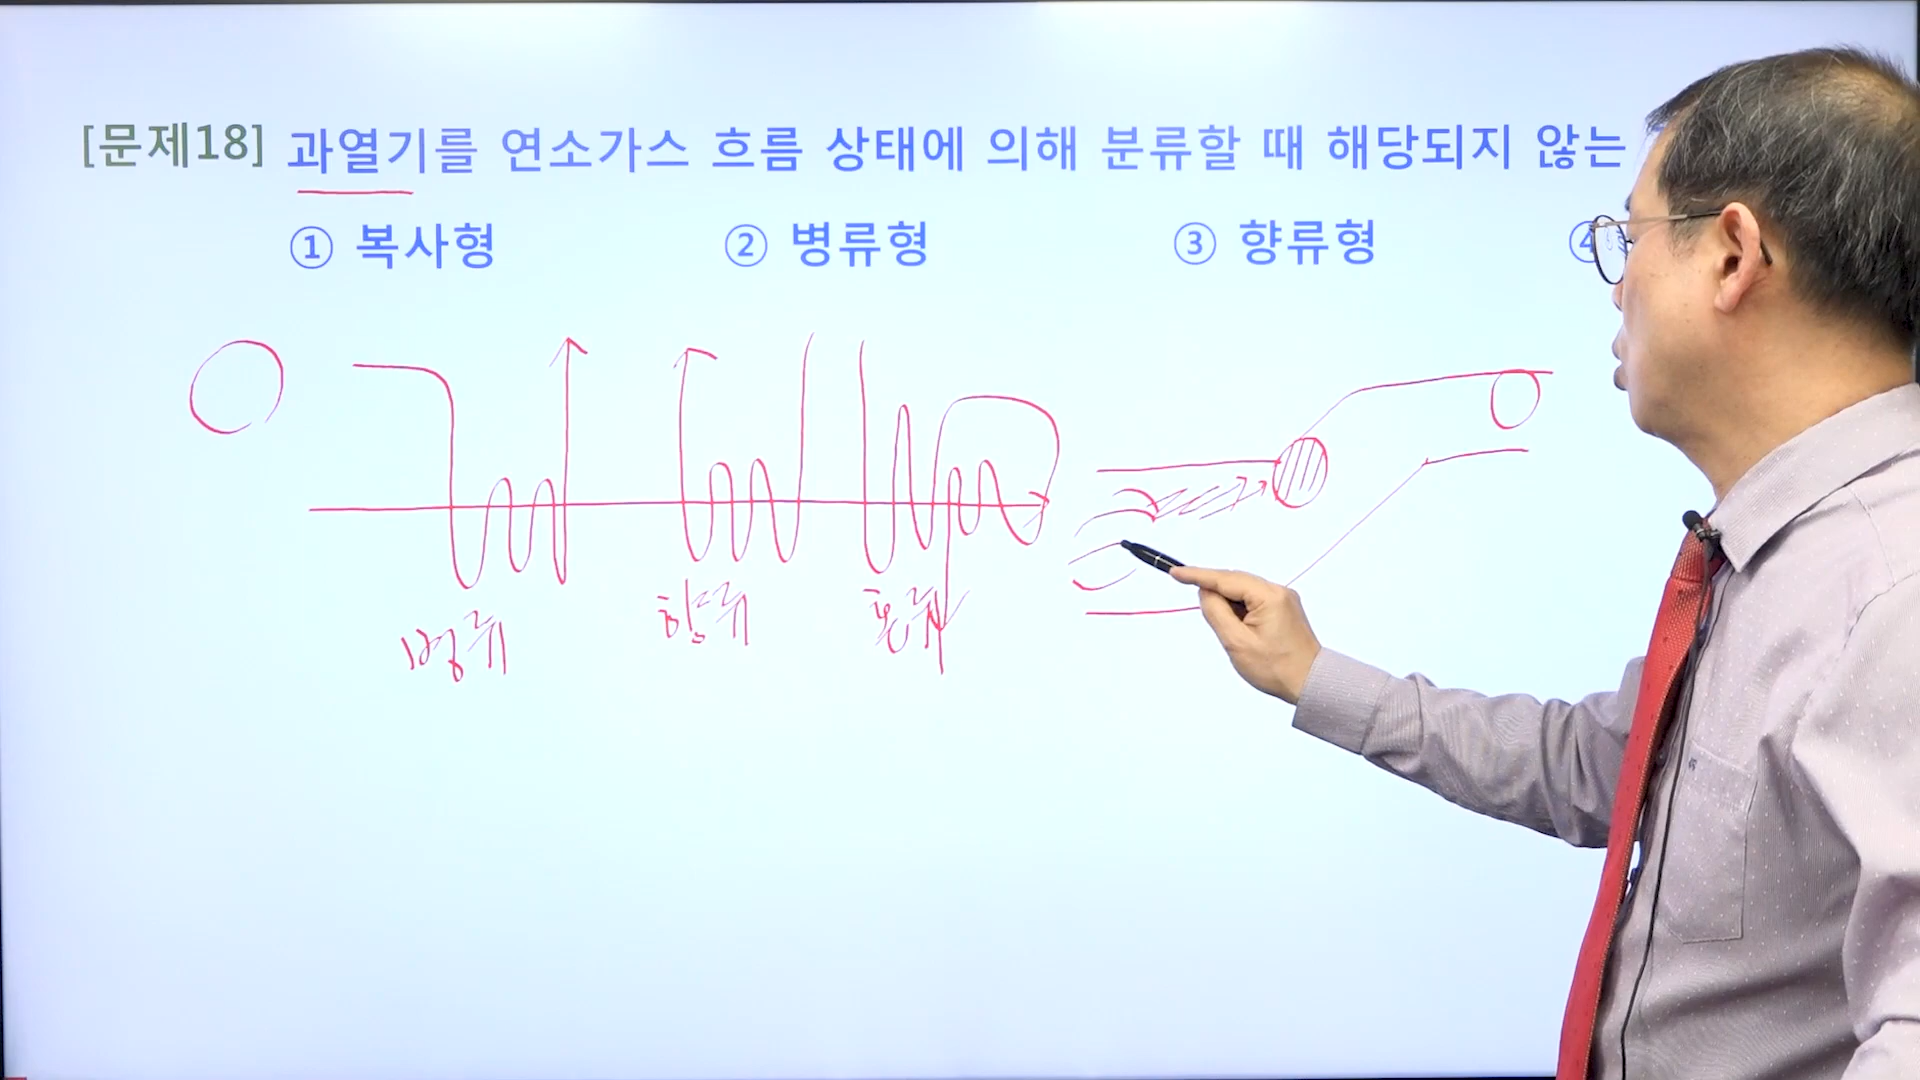 [문제18] 과열기를 연소가스 흐름 상태에 의해 분류할 때 해당되지 않는
① 복사형 ② 병류형 ③ 향류형 ④
병류 향류 혼류